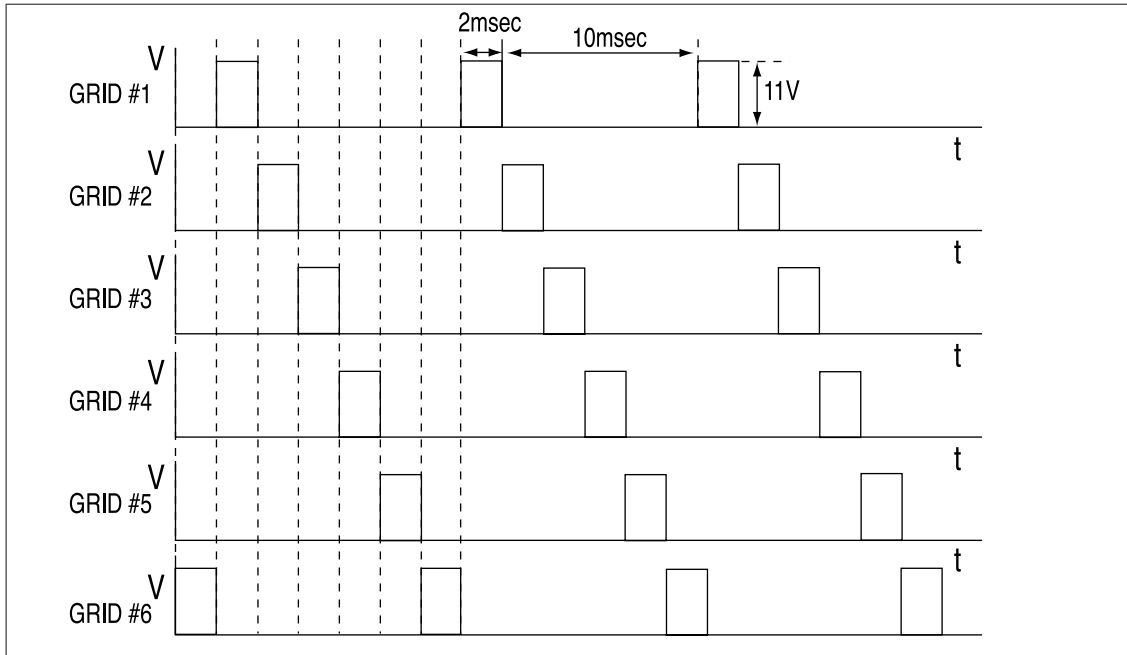 2msec
10msec
V
GRID #1
11V
t
V
GRID #2
t
V
GRID #3
t
V
GRID #4
t
V
GRID #5
t
V
GRID #6